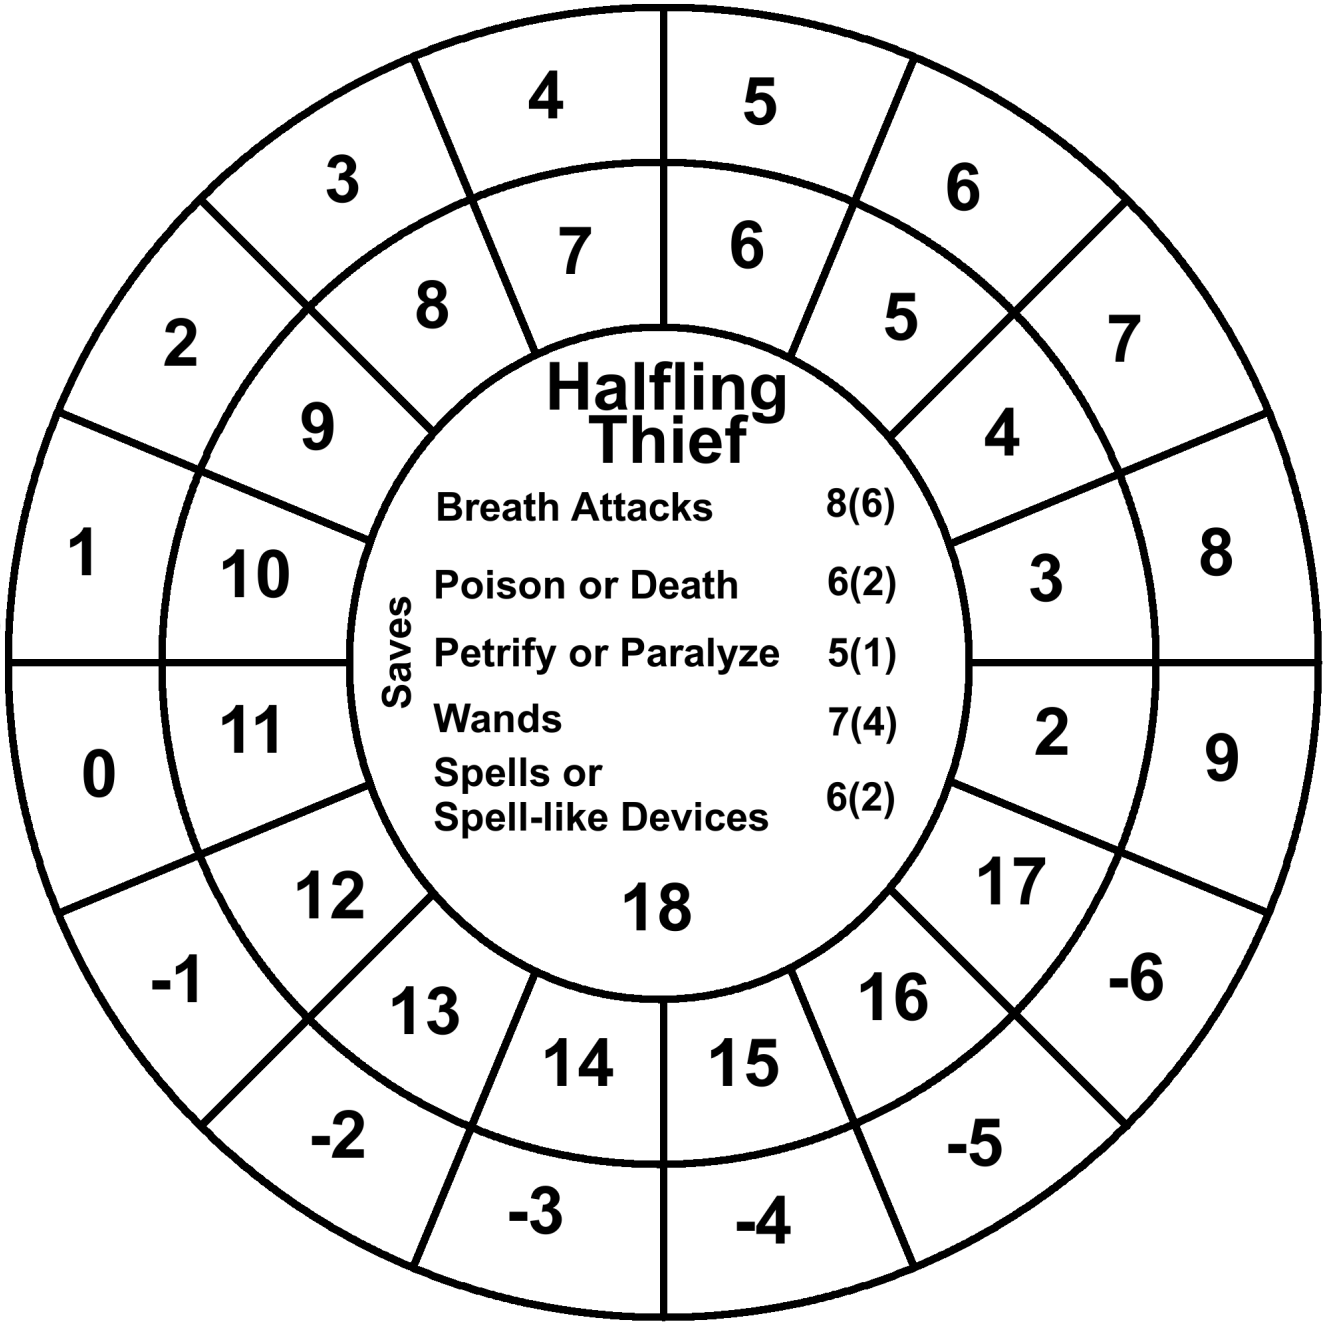 4 5
3 6
7 6
8 5
2 7
9 4
Halfling
Thief
Breath Attacks 8(6)
1 10 3 8
Poison or Death 6(2)
Saves
Petrify or Paralyze 5(1)
Wands 7(4)
0 11 2 9
Spells or
Spell-like Devices 6(2)
12 17
18
-1 13 16 -6
14 15
-2 -5
-3 -4